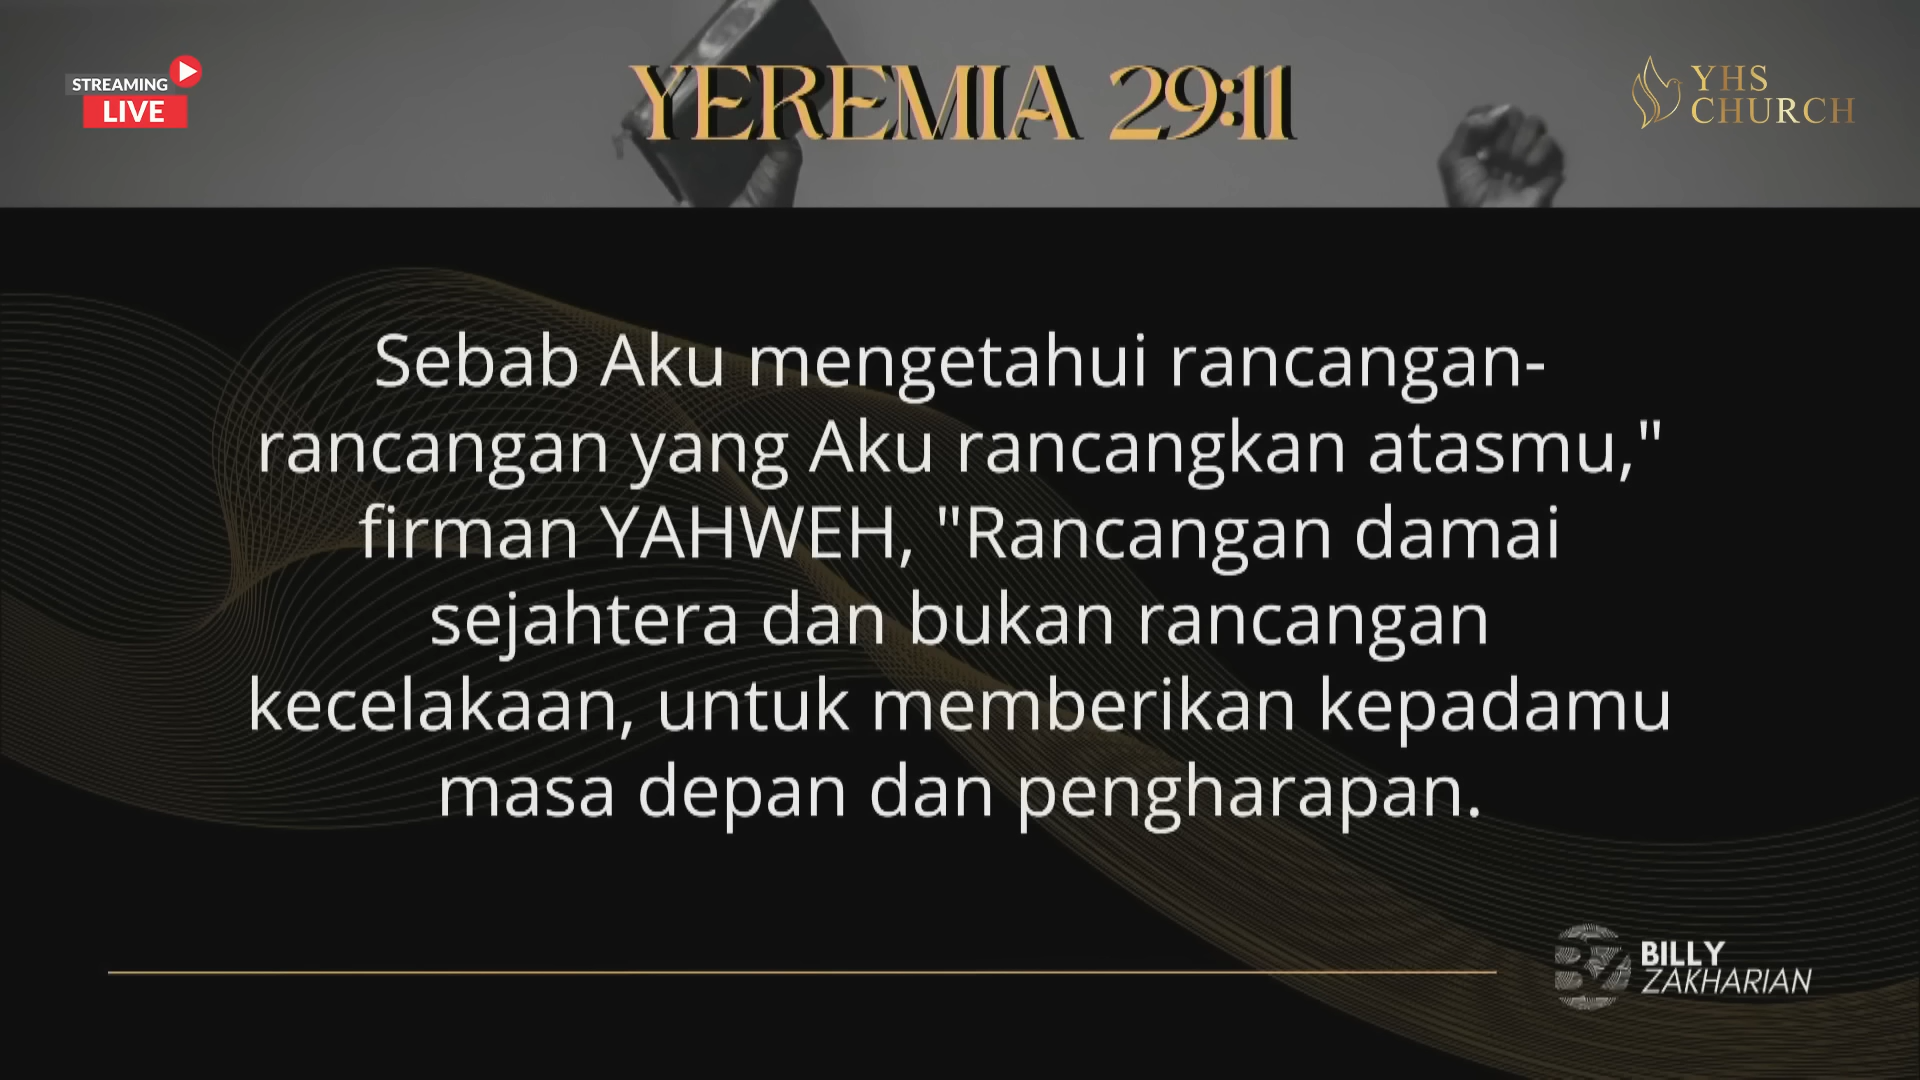 STREAMING
LIVE
YEREMIA 29:11
YHS
CHURCH
Sebab Aku mengetahui rancangan-
rancangan yang Aku rancangkan atasmu,"
firman YAHWEH, "Rancangan damai
sejahtera dan bukan rancangan
kecelakaan, untuk memberikan kepadamu
masa depan dan pengharapan.
BZ
BILLY
ZAKHARIAN